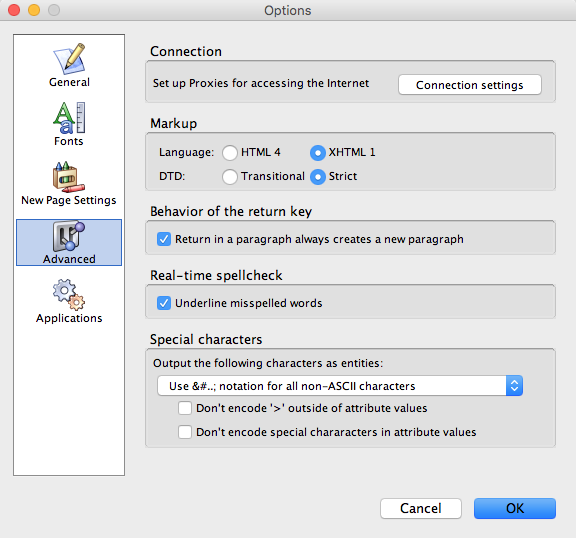 Options
General
Fonts
New Page Settings
Advanced
Applications
Connection
Set up Proxies for accessing the Internet Connection settings
Markup
Language: HTML 4 XHTML 1
DTD: Transitional Strict
Behavior of the return key
Return in a paragraph always creates a new paragraph
Real-time spellcheck
Underline misspelled words
Special characters
Output the following characters as entities:
Use &#..; notation for all non-ASCII characters
Don't encode '>' outside of attribute values
Don't encode special chararacters in attribute values
Cancel OK